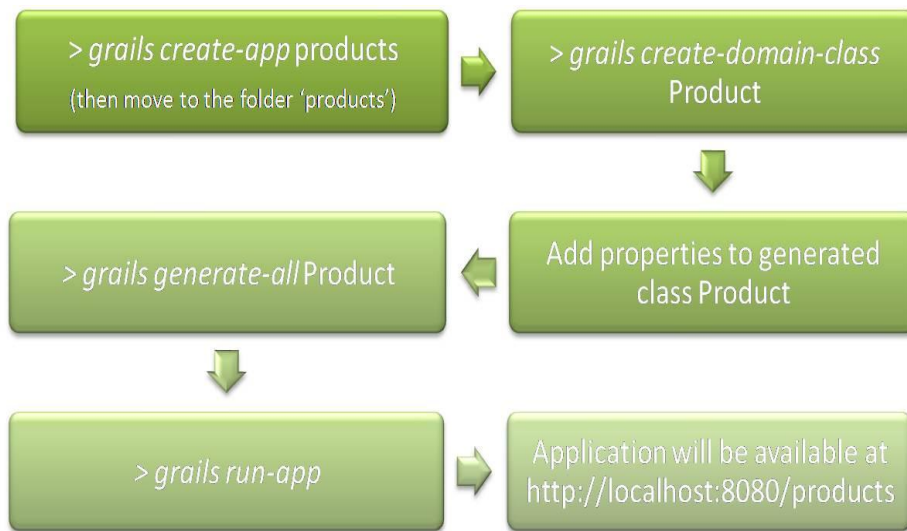 > grails create-app products
(then move to the folder ‘products’)
> grails create-domain-class
Product
Add properties to generated
class Product
> grails generate-all Product
> grails run-app
Application will be available at
http://localhost:8080/products